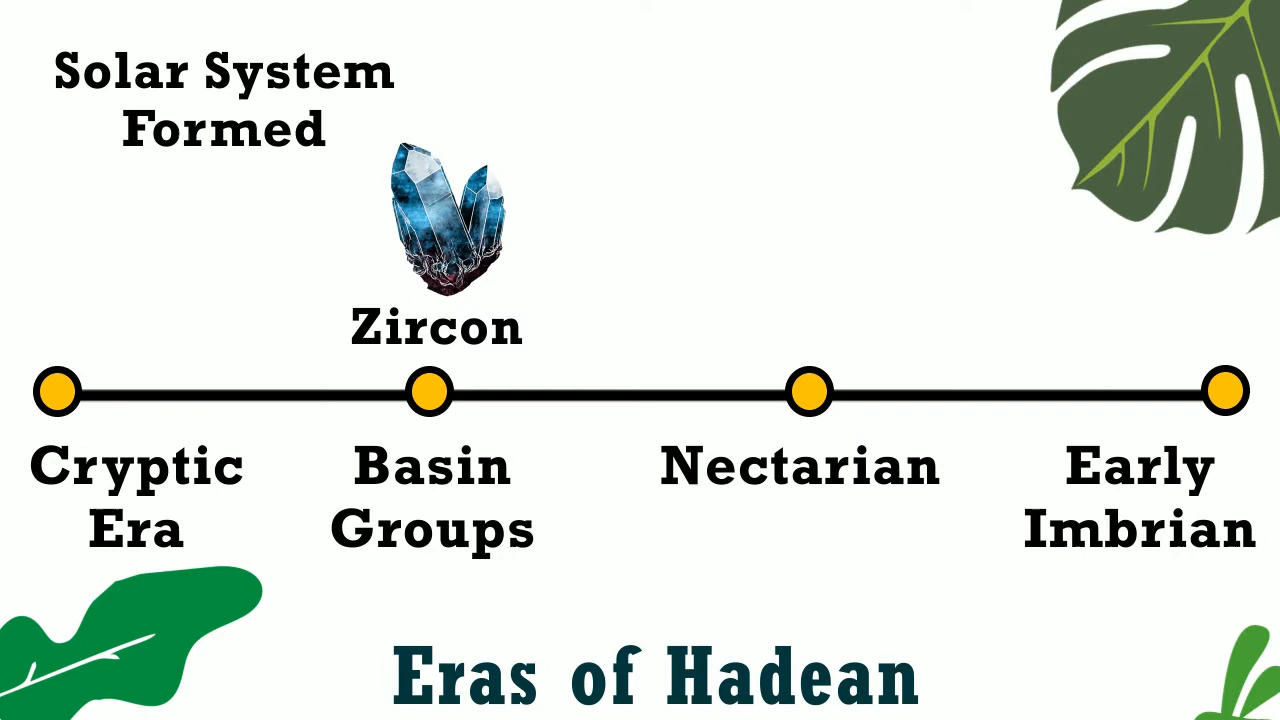 Solar System
Formed
Zircon
Cryptic
Era
Basin
Groups
Nectarian
Early
Imbrian
Eras of Hadean